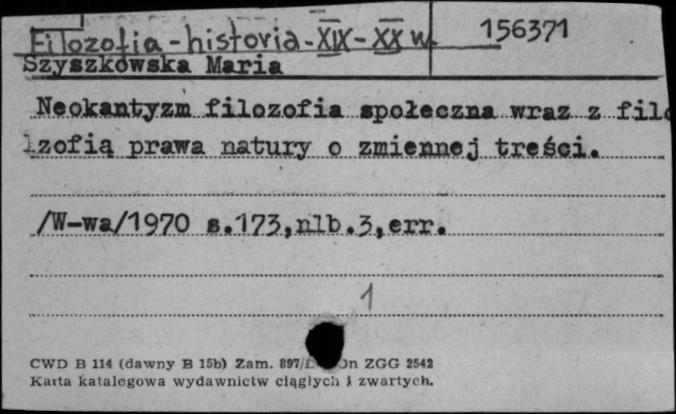 Filozofia - historia - XIX - XX w. 156371
Szyszkowska Maria
Neokantyzm filozofia społeczna wraz z filo
zofią prawa natury o zmiennej treści.
/W-wa/1970 s.173,nlb.3,err.
1
CWD B 114 (dawny B 15b) Zam. 897/ ZGG 2542
Karta katalogowa wydawnictw ciągłych i zwartych.